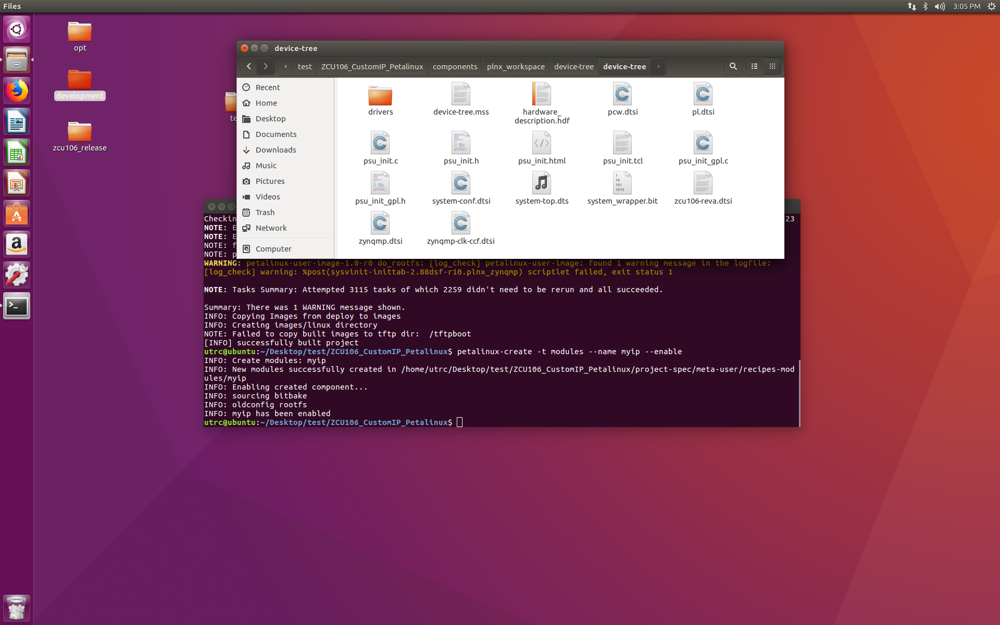 Files
3:05 PM
opt
development
zcu106_release
te
device-tree
test
ZCU106_CustomIP_Petalinux
components
plnx_workspace
device-tree
device-tree
Recent
Home
Desktop
Documents
Downloads
Music
Pictures
Videos
Trash
Network
Computer
drivers
device-tree.mss
hardware_
description.hdf
pcw.dtsi
pl.dtsi
psu_init.c
psu_init.h
psu_init.html
psu_init.tcl
psu_init_gpl.c
psu_init_gpl.h
system-conf.dtsi
system-top.dts
system_wrapper.bit
zcu106-reva.dtsi
zynqmp.dtsi
zynqmp-clk-ccf.dtsi
Checkin 23
NOTE: E
NOTE: E
NOTE: f
NOTE: p
WARNING: petalinux-user-image-1.0-r0 do_rootfs: [log_check] petalinux-user-image: found 1 warning message in the logfile:
[log_check] warning: %post(sysvinit-inittab-2.88dsf-r10.plnx_zynqmp) scriptlet failed, exit status 1
NOTE: Tasks Summary: Attempted 3115 tasks of which 2259 didn't need to be rerun and all succeeded.
Summary: There was 1 WARNING message shown.
INFO: Copying Images from deploy to images
INFO: Creating images/linux directory
NOTE: Failed to copy built images to tftp dir:  /tftpboot
[INFO] successfully built project
utrc@ubuntu:~/Desktop/test/ZCU106_CustomIP_Petalinux$ petalinux-create -t modules --name myip --enable
INFO: Create modules: myip
INFO: New modules successfully created in /home/utrc/Desktop/test/ZCU106_CustomIP_Petalinux/project-spec/meta-user/recipes-mod
ules/myip
INFO: Enabling created component...
INFO: sourcing bitbake
INFO: oldconfig rootfs
INFO: myip has been enabled
utrc@ubuntu:~/Desktop/test/ZCU106_CustomIP_Petalinux$